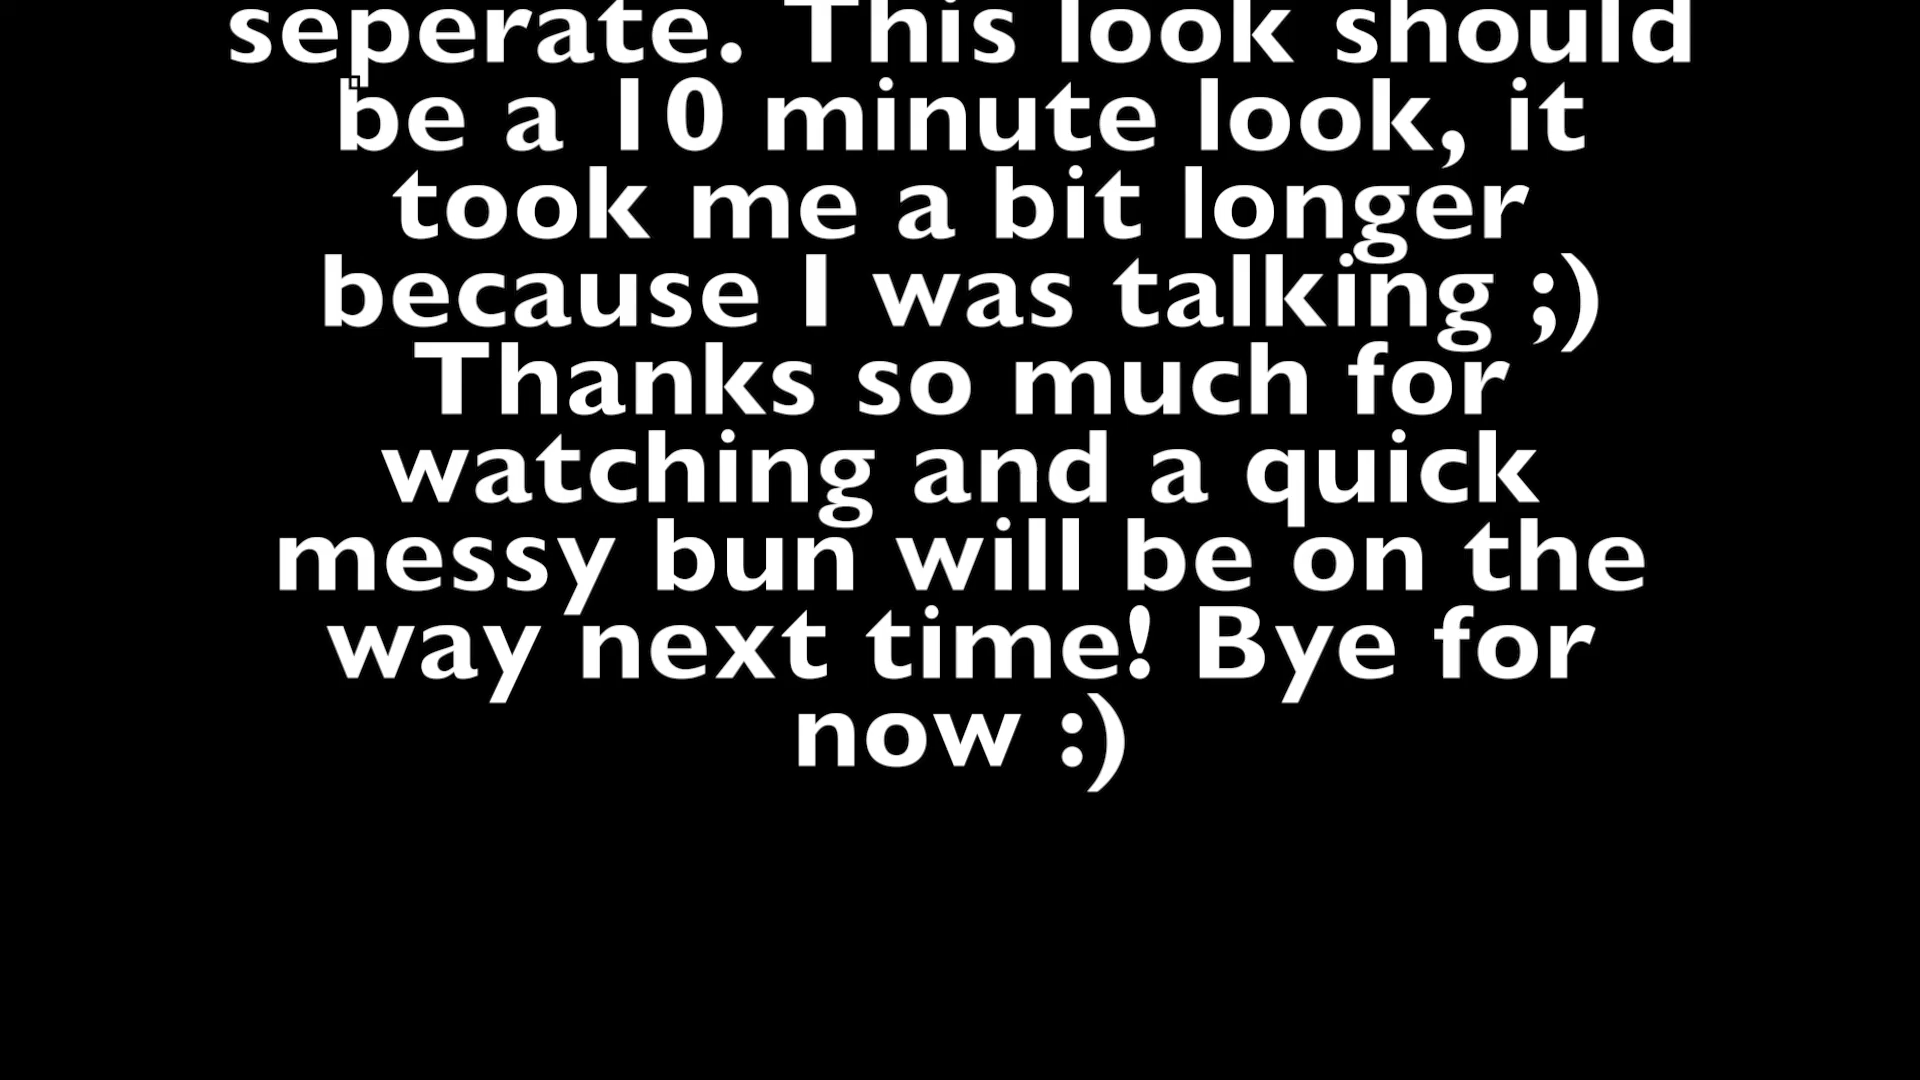 seperate. This look should
be a 10 minute look, it
took me a bit longer
because I was talking ;)
Thanks so much for
watching and a quick
messy bun will be on the
way next time! Bye for
now :)